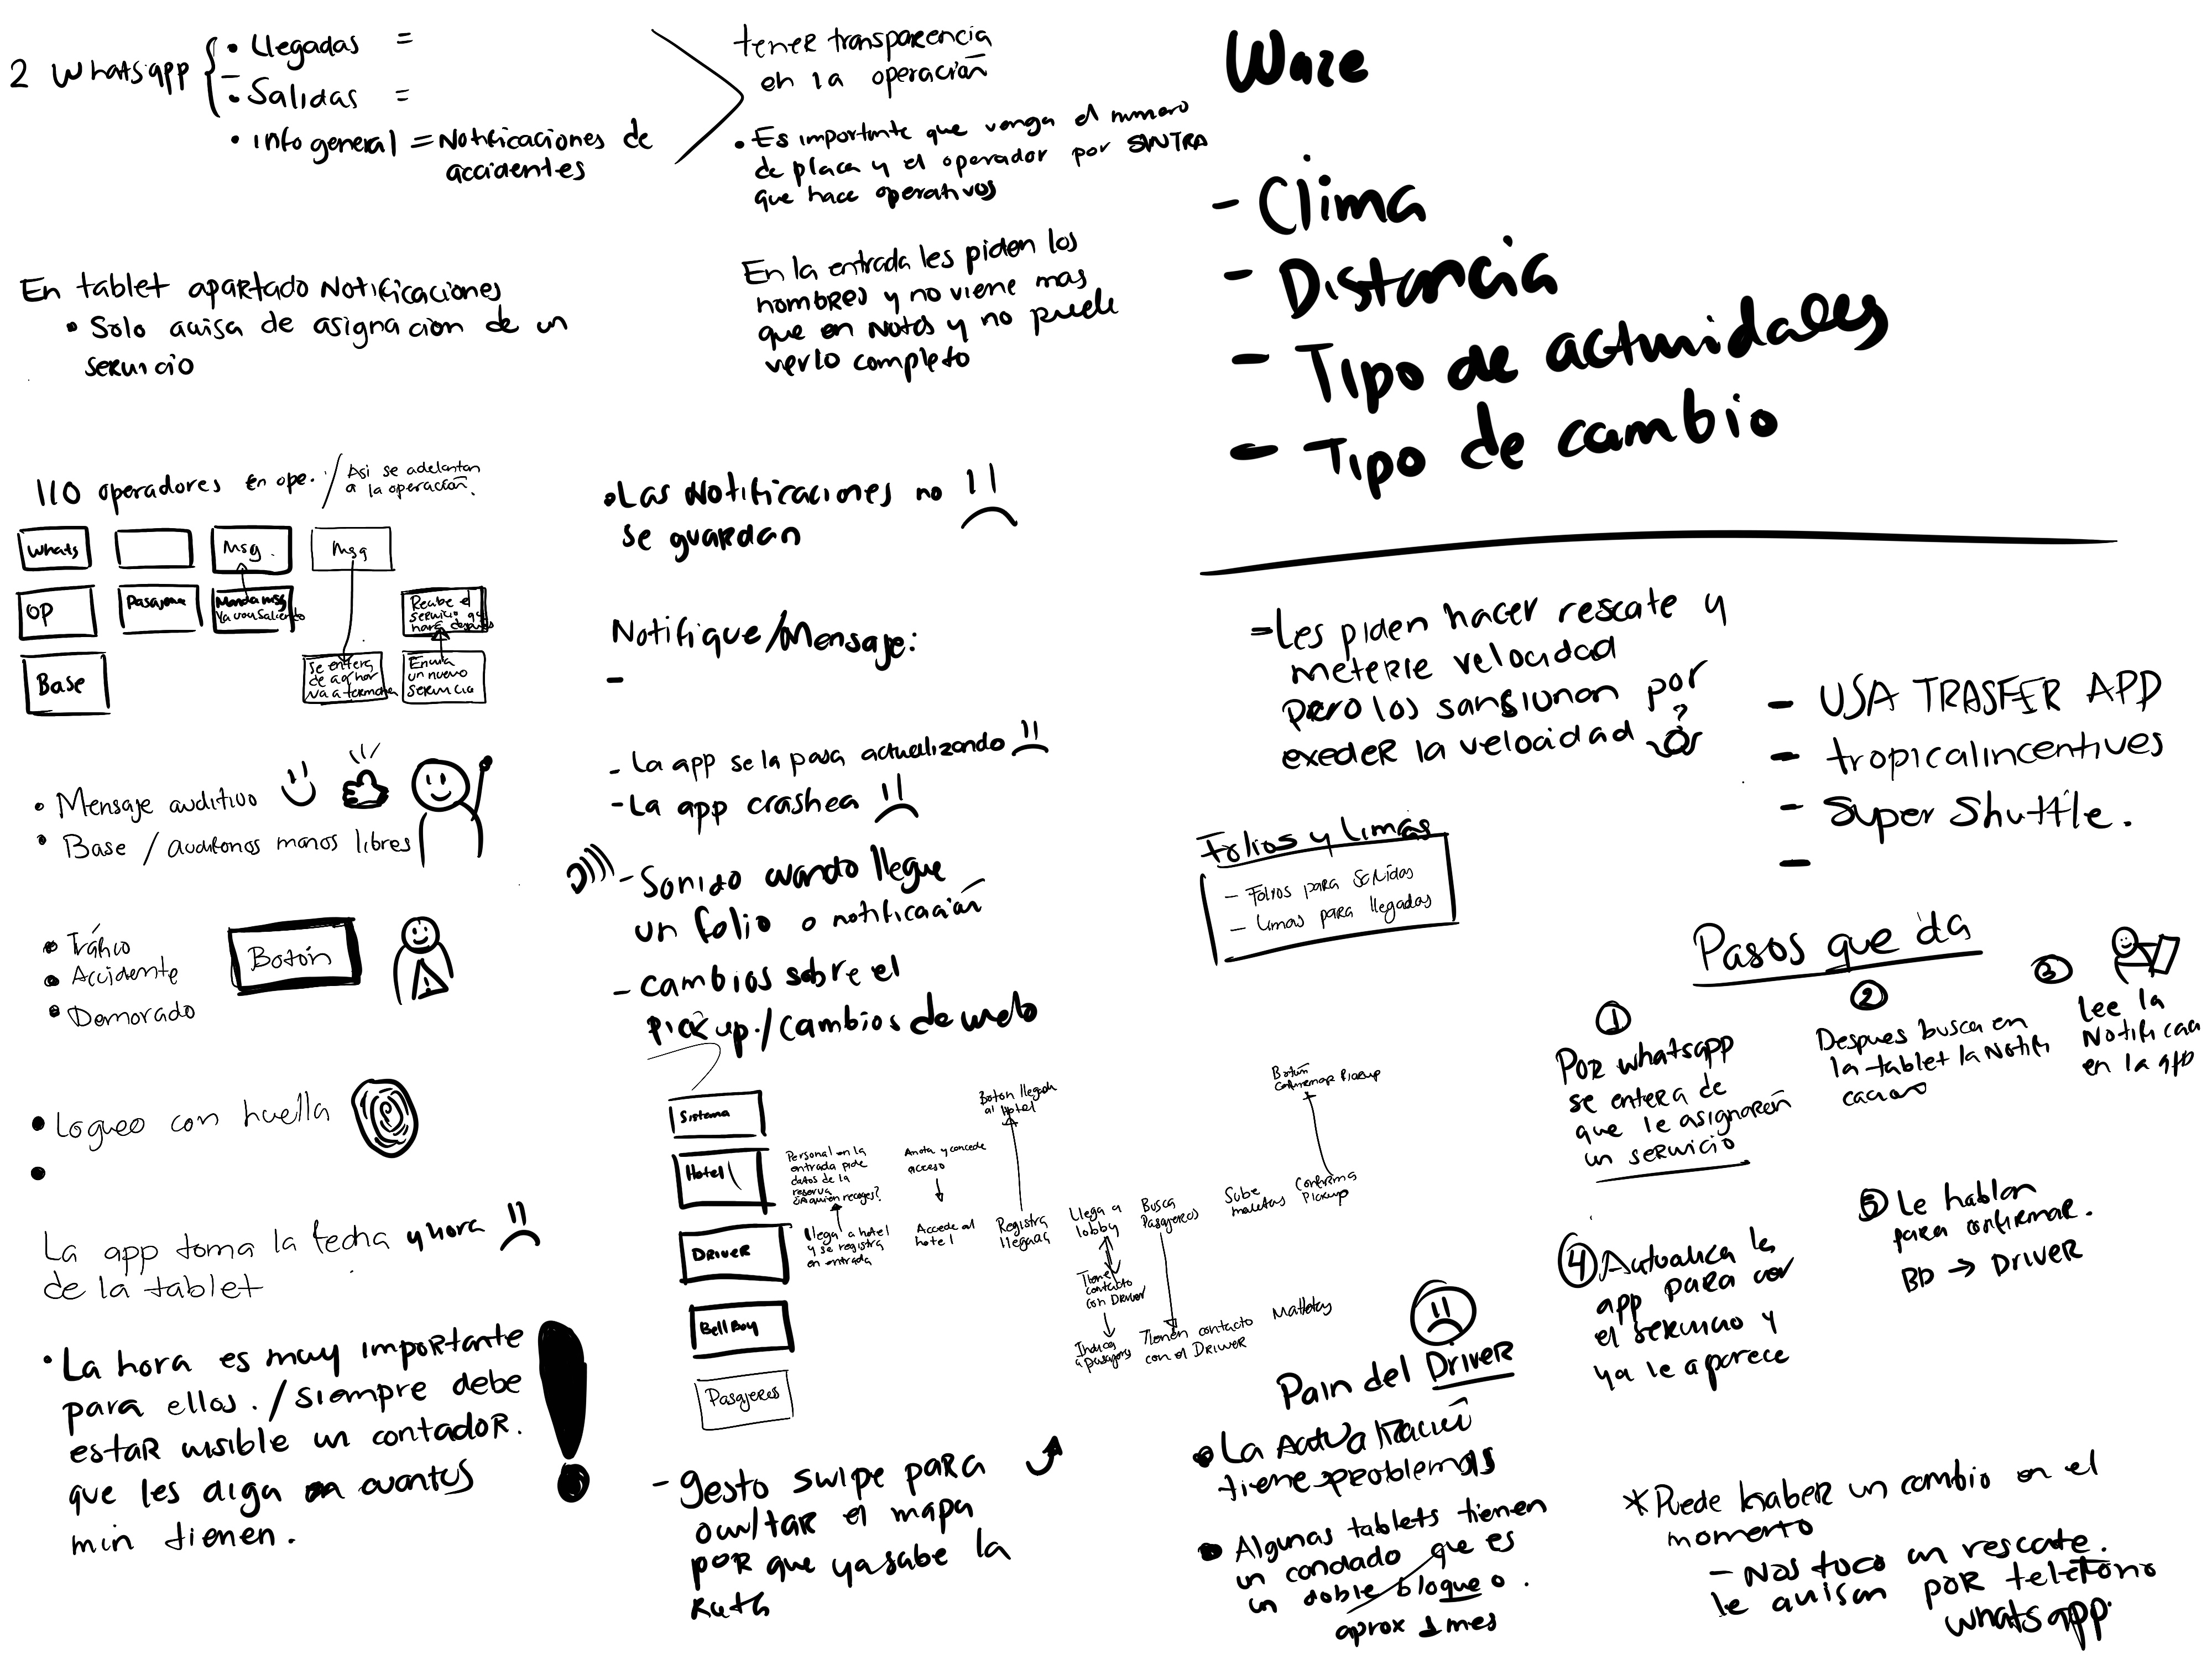 2 Whatsapp
• Llegadas =
• Salidas =
• Info general = Notificaciones de
accidentes
tener transparencia
en la operación
• Es importante que venga el numero
de placa y el operador por SINTRA
que hace operativos
En la entrada les piden los
nombres y no viene mas
que en Notas y no puede
verlo completo
En tablet apartado Notificaciones
• Solo avisa de asignacion de un
servicio
Waze
- Clima
- Distancia
- Tipo de actividades
- Tipo de cambio
110 operadores en ope. / Asi se adelantan
a la operación.
Whats
Msg.
Msg
OP
Pasajero
Manda msg
Ya voy saliendo
Recibe el
servicio que
hará después
Base
Se entera
de a q hor
va a terminar
Envia
un nuevo
servicio
• Mensaje auditivo
• Base / audifonos manos libres
• Tráfico
• Accidente
• Demorado
Botón
• Logueo con huella
La app toma la fecha y hora
de la tablet
• La hora es muy importante
para ellos. / Siempre debe
estar visible un contador.
que les diga en cuantos
min tienen.
• Las Notificaciones no
se guardan
Notifique/Mensaje:
-
- La app se la pasa actualizando
- La app crashea
- Sonido cuando llegue
un folio o notificación
- Cambios sobre el
pick up. / Cambios de vuelo
Sistema
Hotel
Driver
BellBoy
Pasajeros
Personal en la
entrada pide
datos de la
reserva
¿A quien recoges?
Anota y concede
acceso
Boton llegada
al Hotel
Botón
Confirmar Pickup
Llega a hotel
y se registra
en entrada
Accede al
hotel
Registra
llegada
Llega a
lobby
Busca
Pasajeros
Sube
maletas
Confirma
Pickup
Tiene
contacto
con Driver
Indica
a pasajeros
Tienen contacto
con el Driver
- gesto swipe para
ocultar el mapa
por que ya sabe la
Ruta
- Les piden hacer rescate y
meterle velocidad
pero los sansionan por
exeder la velocidad
?
- USA TRASFER APP
- tropicalincentives
- Super Shuttle.
-
Folios y Limas
- Folios para Salidas
- Limas para llegadas
Pasos que da
1
Por whatsapp
se entera de
que le asignaron
un servicio
2
Despues busca en
la tablet la Notifi
cacion
3
Lee la
Notificac
en la app
4 Actualiza la
app para ver
el servicio y
ya le aparece
5 Le hablan
para confirmar.
BD → Driver
Pain del Driver
• La Actualización
tiene problemas
• Algunas tablets tienen
un candado que es
un doble bloqueo.
aprox 1 mes
* Puede haber un cambio en el
momento
- Nos toco un rescate.
le avisan por telefono
whatsapp.